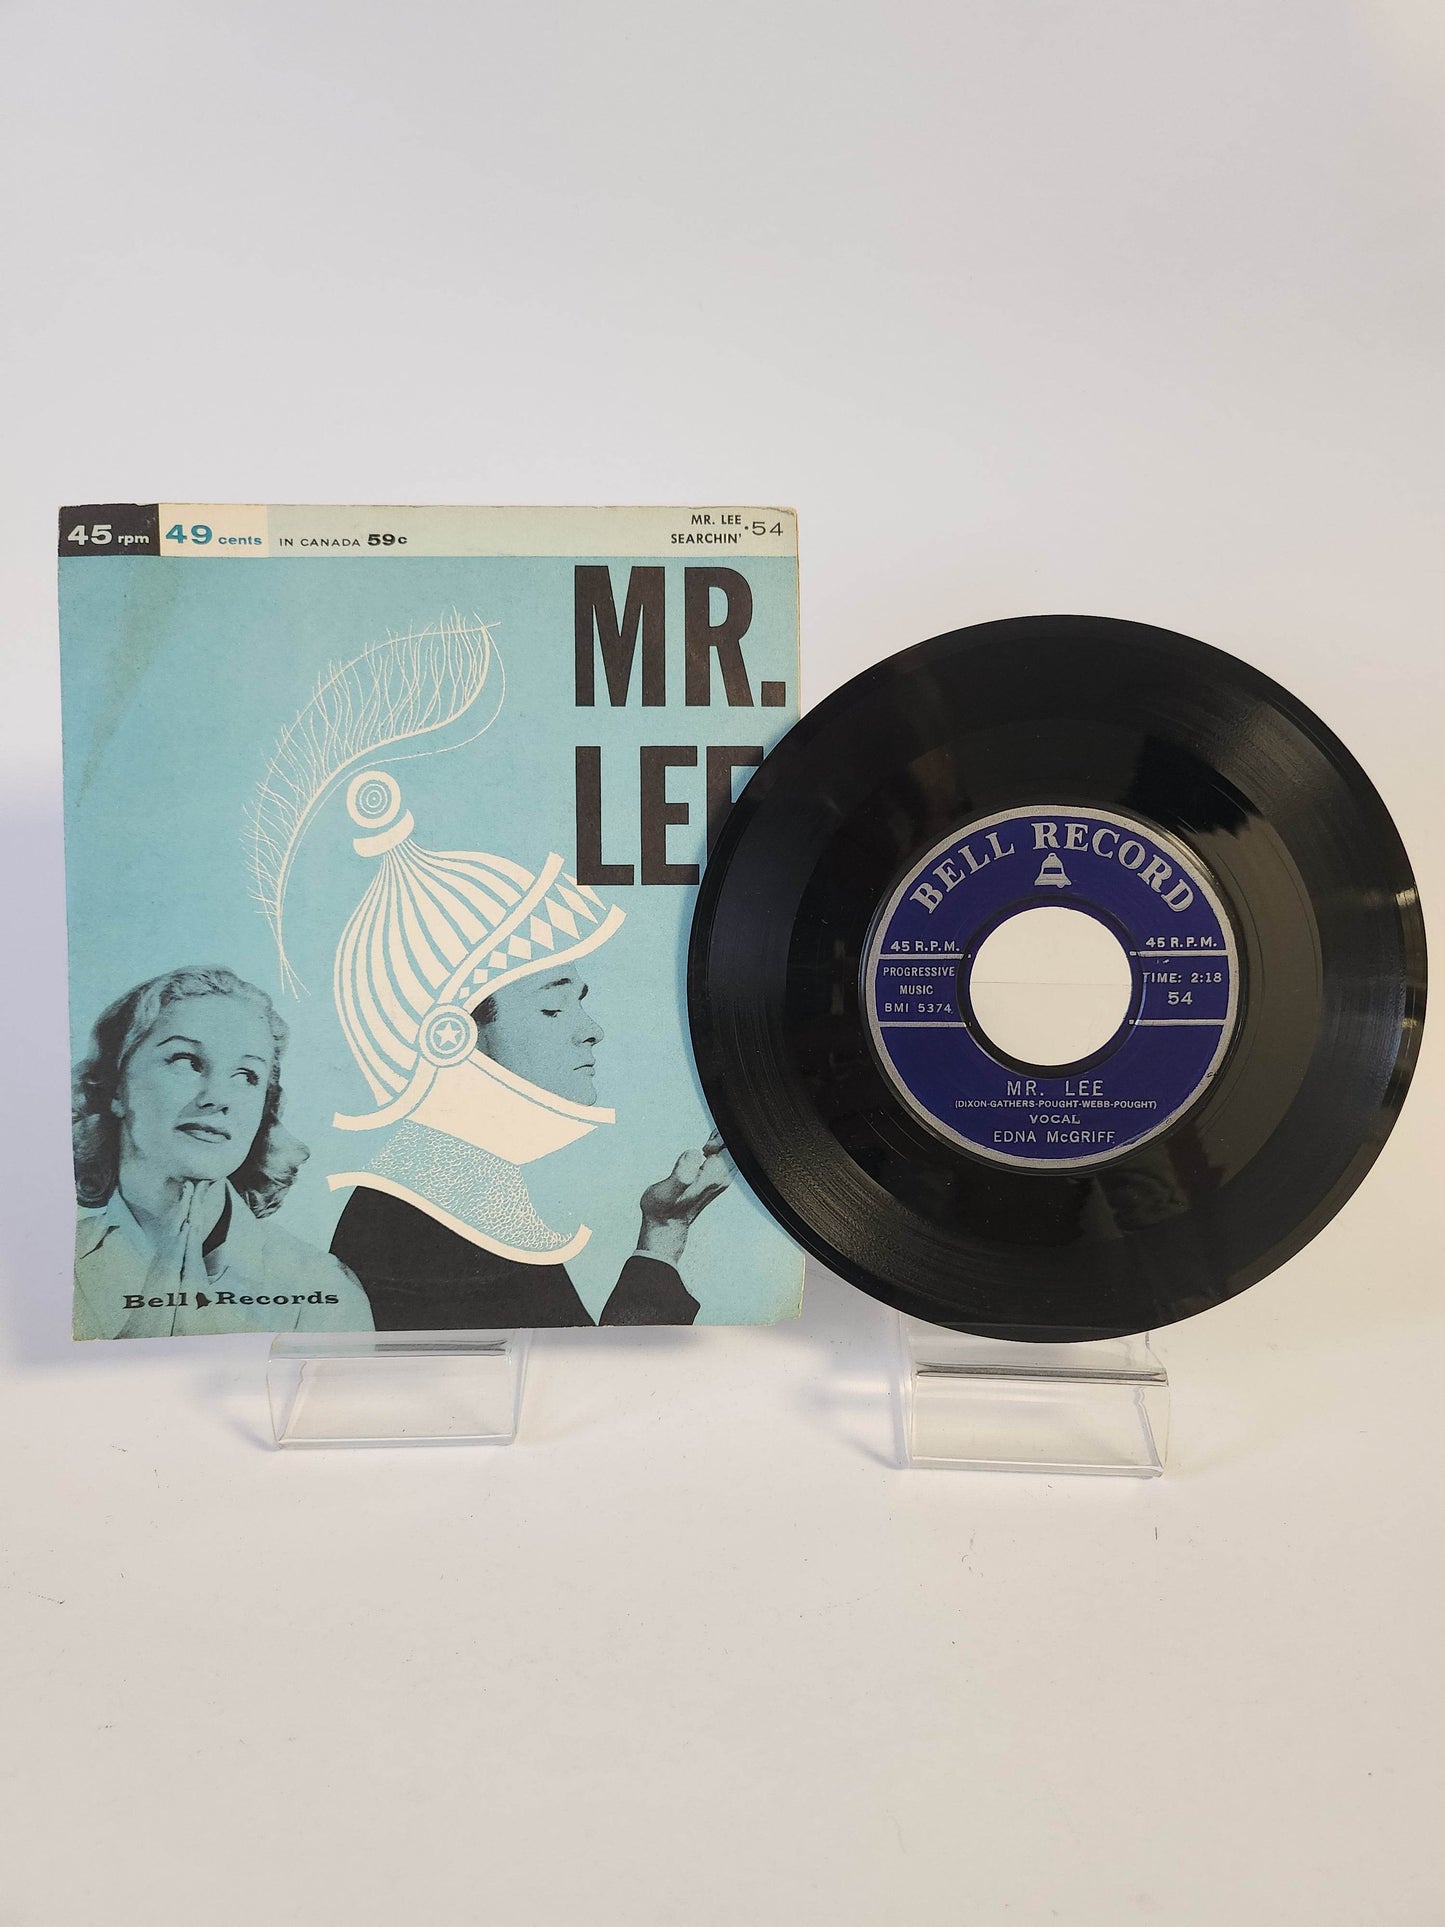 45 rpm 49 cents IN CANADA 59c
MR. LEE
SEARCHIN' • 54
MR.
LEE
Bell Records
BELL RECORD
45 R.P.M. 45 R.P.M.
PROGRESSIVE
MUSIC
BMI 5374
TIME: 2:18
54
MR. LEE
(DIXON-GATHERS-POUGHT-WEBB-POUGHT)
VOCAL
EDNA McGRIFF